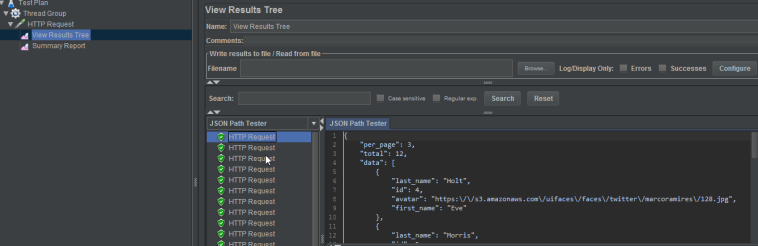 Test Plan
Thread Group
HTTP Request
View Results Tree
Summary Report
View Results Tree
Name: View Results Tree
Comments:
Write results to file / Read from file
Filename Browse... Log/Display Only: Errors Successes Configure
Search: Case sensitive Regular exp. Search Reset
JSON Path Tester
HTTP Request
HTTP Request
HTTP Request
HTTP Request
HTTP Request
HTTP Request
HTTP Request
HTTP Request
HTTP Request
HTTP Request
HTTP Request
JSON Path Tester
1 {
2 "per_page": 3,
3 "total": 12,
4 "data": [
5 {
6 "last_name": "Holt",
7 "id": 4,
8 "avatar": "https:\/\/s3.amazonaws.com\/uifaces\/faces\/twitter\/marcoramires\/128.jpg",
9 "first_name": "Eve"
10 },
11 {
12 "last_name": "Morris",